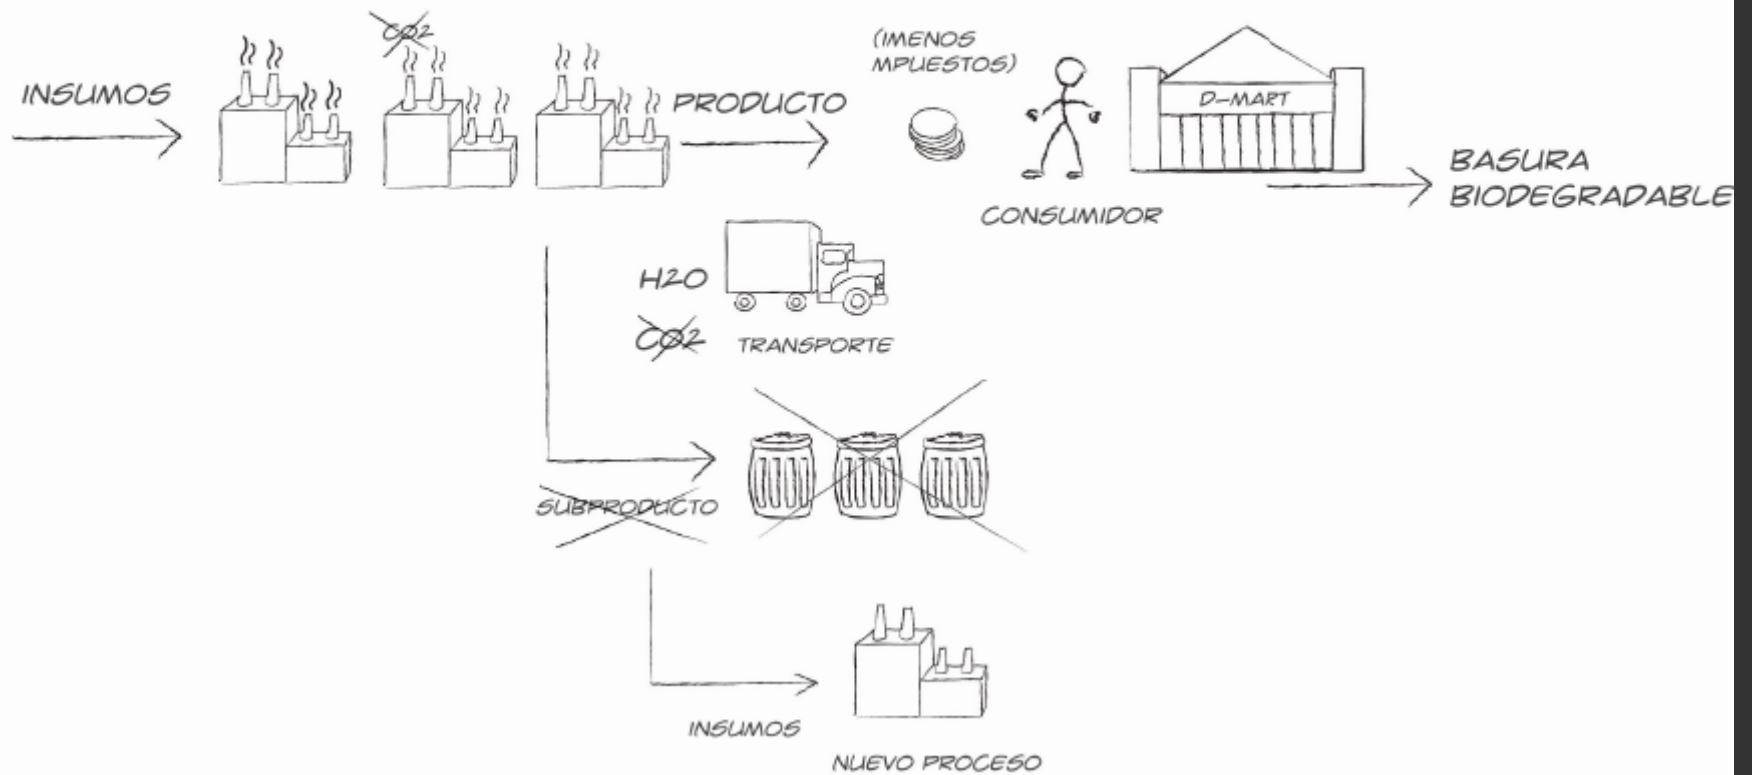 CO2
INSUMOS
PRODUCTO
(IMENOS
MPUESTOS)
D-MART
CONSUMIDOR
BASURA
BIODEGRADABLE
H2O
CO2
TRANSPORTE
SUBPRODUCTO
INSUMOS
NUEVO PROCESO